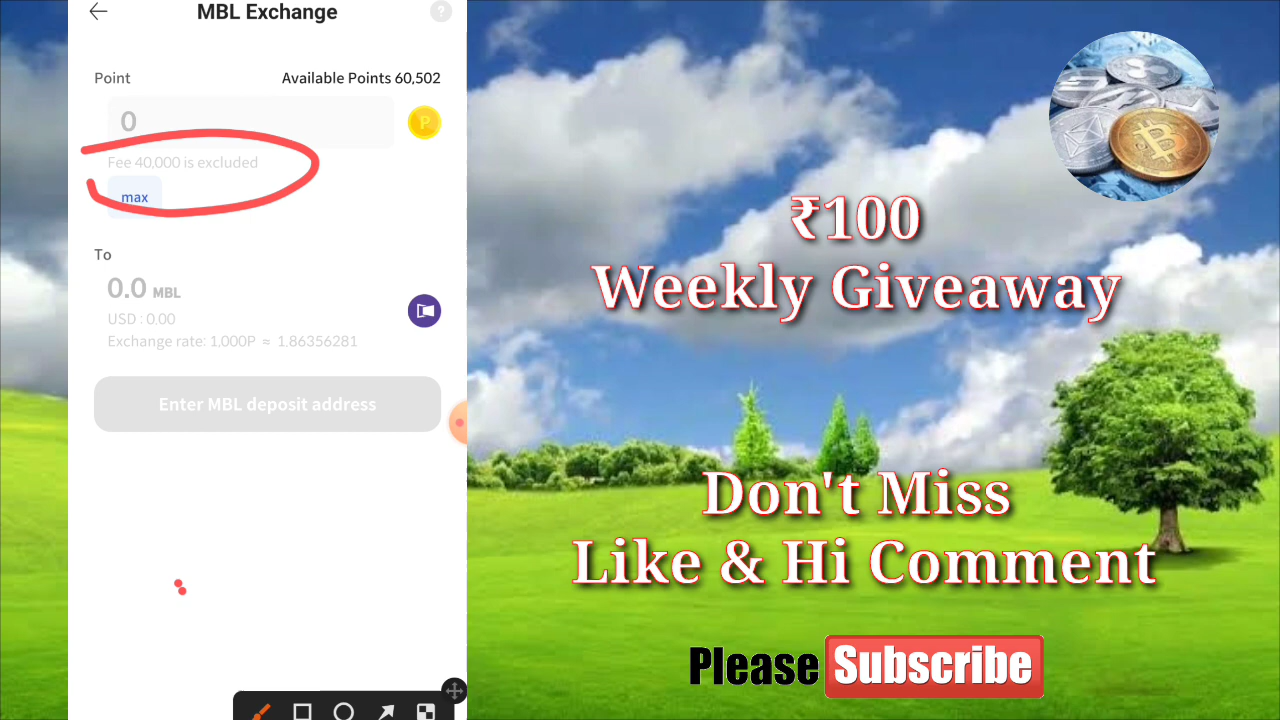 MBL Exchange
?
Point
Available Points 60,502
0
P
Fee 40,000 is excluded
max
To
0.0 MBL
USD : 0.00
Exchange rate: 1,000P ≈ 1.86356281
Enter MBL deposit address
₹100
Weekly Giveaway
Don't Miss
Like & Hi Comment
Please Subscribe